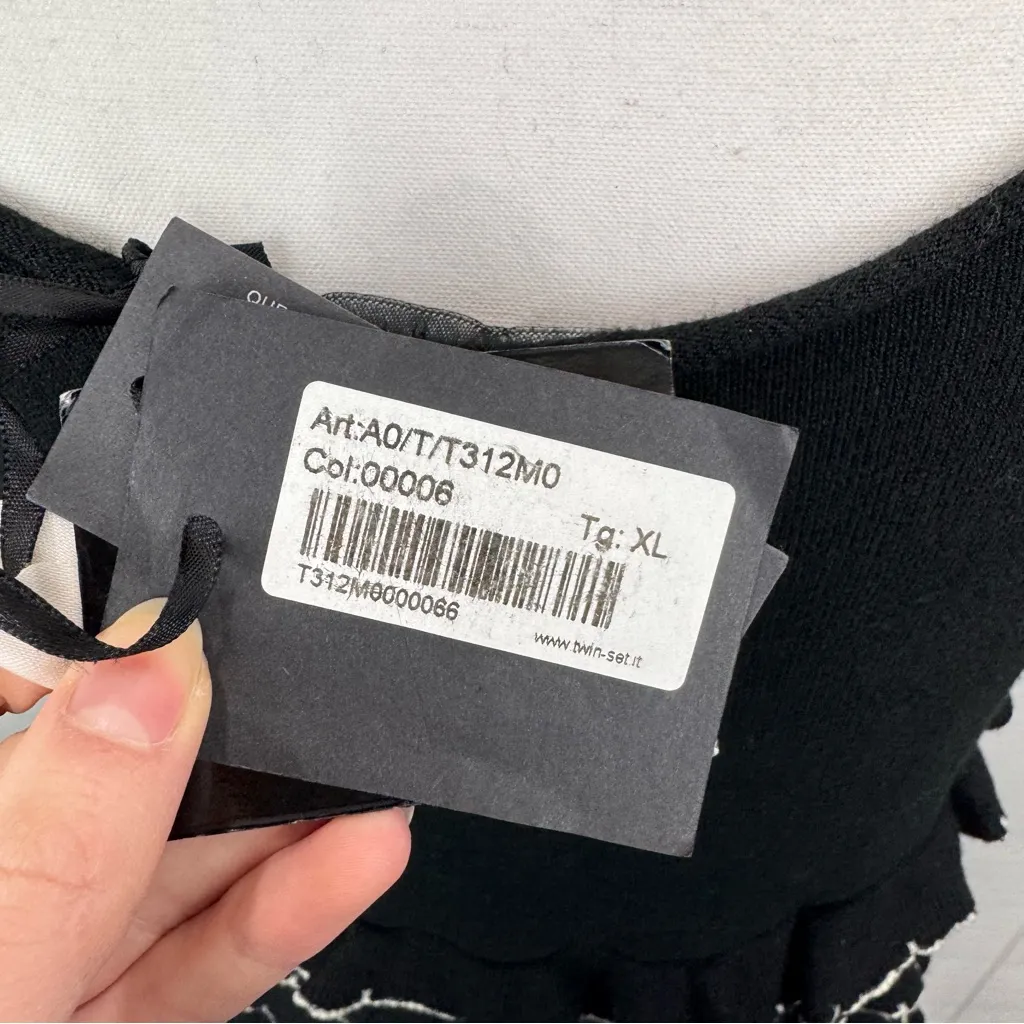 Art:A0/T/T312M0
Col:00006
Tg: XL
T312M0000066
www.twin-set.it